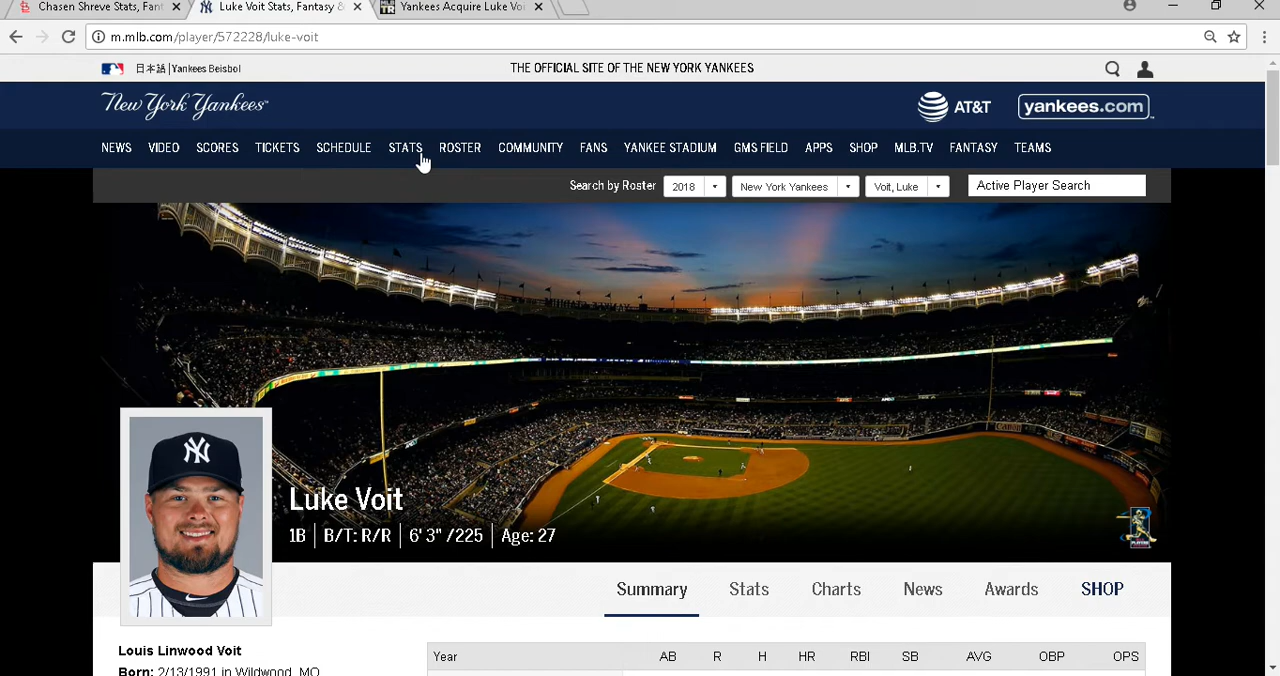 Chasen Shreve Stats, Fant
Luke Voit Stats, Fantasy &
Yankees Acquire Luke Voi
m.mlb.com/player/572228/luke-voit
日本語 | Yankees Beisbol
THE OFFICIAL SITE OF THE NEW YORK YANKEES
New York Yankees
AT&T
yankees.com
NEWS VIDEO SCORES TICKETS SCHEDULE STATS ROSTER COMMUNITY FANS YANKEE STADIUM GMS FIELD APPS SHOP MLB.TV FANTASY TEAMS
Search by Roster 2018 New York Yankees Voit, Luke Active Player Search
Canon
NY
Luke Voit
1B | B/T: R/R | 6' 3" /225 | Age: 27
Summary Stats Charts News Awards SHOP
Louis Linwood Voit
Born: 2/13/1991 in Wildwood, MO
Year AB R H HR RBI SB AVG OBP OPS